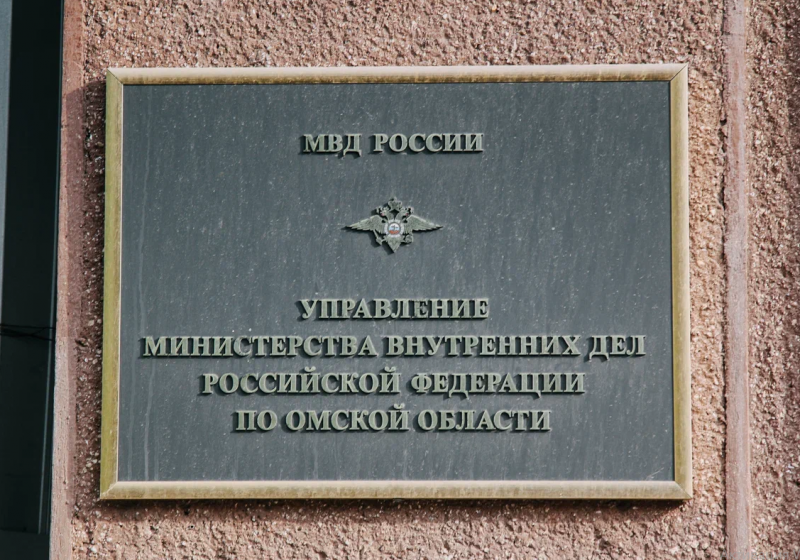 МВД РОССИИ
УПРАВЛЕНИЕ
МИНИСТЕРСТВА ВНУТРЕННИХ ДЕЛ
РОССИЙСКОЙ ФЕДЕРАЦИИ
ПО ОМСКОЙ ОБЛАСТИ